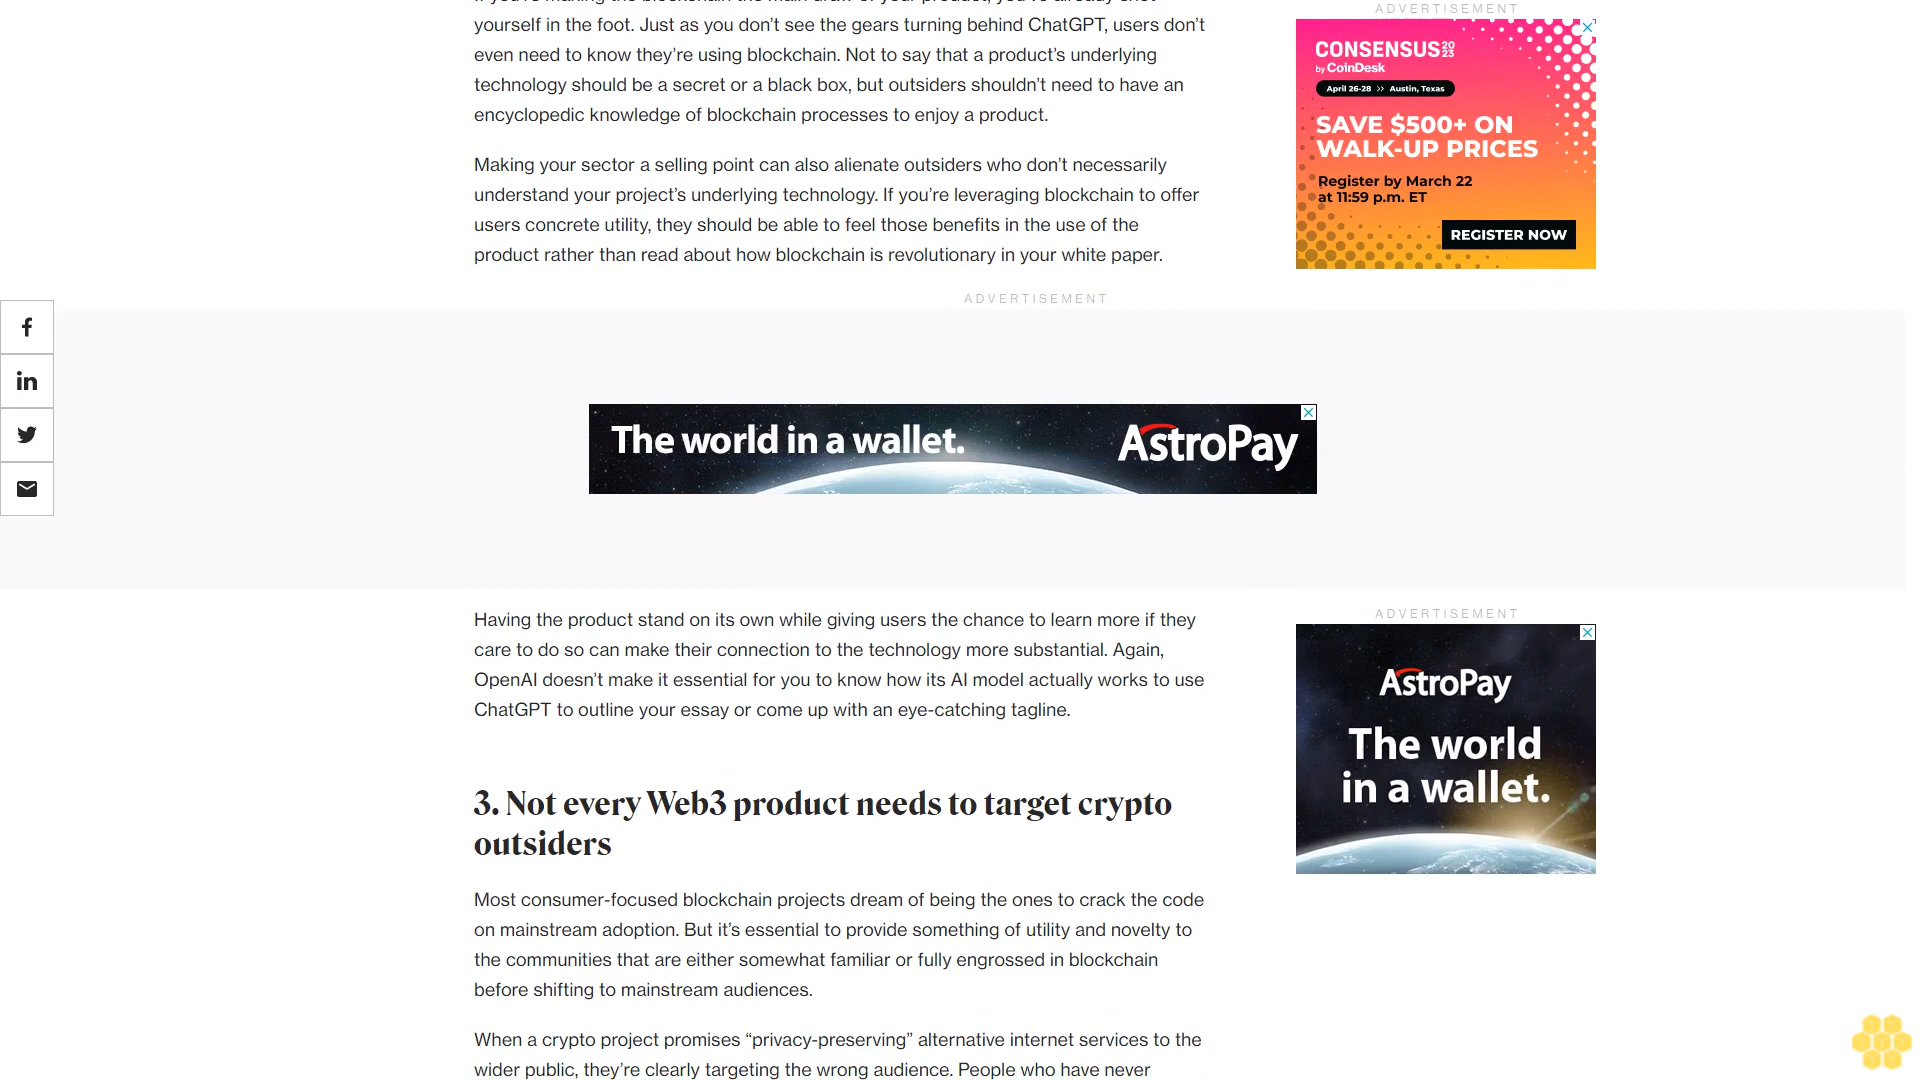 yourself in the foot. Just as you don’t see the gears turning behind ChatGPT, users don’t
even need to know they’re using blockchain. Not to say that a product’s underlying
technology should be a secret or a black box, but outsiders shouldn’t need to have an
encyclopedic knowledge of blockchain processes to enjoy a product.
Making your sector a selling point can also alienate outsiders who don’t necessarily
understand your project’s underlying technology. If you’re leveraging blockchain to offer
users concrete utility, they should be able to feel those benefits in the use of the
product rather than read about how blockchain is revolutionary in your white paper.
ADVERTISEMENT
CONSENSUS 2023
by CoinDesk
April 26-28 >> Austin, Texas
SAVE $500+ ON
WALK-UP PRICES
Register by March 22
at 11:59 p.m. ET
REGISTER NOW
ADVERTISEMENT
The world in a wallet. AstroPay
Having the product stand on its own while giving users the chance to learn more if they
care to do so can make their connection to the technology more substantial. Again,
OpenAI doesn’t make it essential for you to know how its AI model actually works to use
ChatGPT to outline your essay or come up with an eye-catching tagline.
ADVERTISEMENT
AstroPay
The world
in a wallet.
3. Not every Web3 product needs to target crypto
outsiders
Most consumer-focused blockchain projects dream of being the ones to crack the code
on mainstream adoption. But it’s essential to provide something of utility and novelty to
the communities that are either somewhat familiar or fully engrossed in blockchain
before shifting to mainstream audiences.
When a crypto project promises “privacy-preserving” alternative internet services to the
wider public, they’re clearly targeting the wrong audience. People who have never